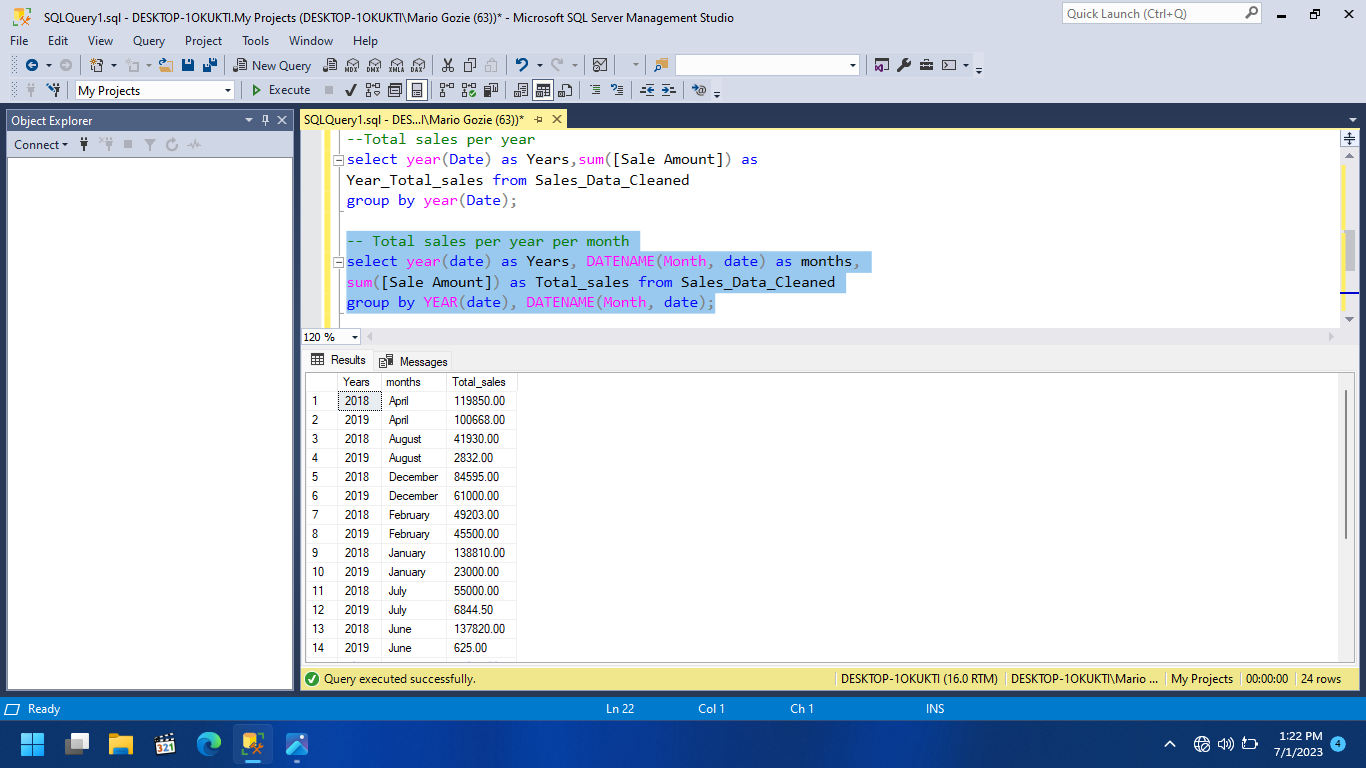 SQLQuery1.sql - DESKTOP-1OKUKTI.My Projects (DESKTOP-1OKUKTI\Mario Gozie (63))* - Microsoft SQL Server Management Studio
Quick Launch (Ctrl+Q)
File Edit View Query Project Tools Window Help
New Query MDX DMX XMLA DAX
My Projects Execute
Object Explorer
Connect
SQLQuery1.sql - DES...I\Mario Gozie (63))*
--Total sales per year
select year(Date) as Years,sum([Sale Amount]) as
Year_Total_sales from Sales_Data_Cleaned
group by year(Date);
-- Total sales per year per month
select year(date) as Years, DATENAME(Month, date) as months,
sum([Sale Amount]) as Total_sales from Sales_Data_Cleaned
group by YEAR(date), DATENAME(Month, date);
120 %
Results Messages
Years months Total_sales
1 2018 April 119850.00
2 2019 April 100668.00
3 2018 August 41930.00
4 2019 August 2832.00
5 2018 December 84595.00
6 2019 December 61000.00
7 2018 February 49203.00
8 2019 February 45500.00
9 2018 January 138810.00
10 2019 January 23000.00
11 2018 July 55000.00
12 2019 July 6844.50
13 2018 June 137820.00
14 2019 June 625.00
Query executed successfully. DESKTOP-1OKUKTI (16.0 RTM) DESKTOP-1OKUKTI\Mario ... My Projects 00:00:00 24 rows
Ready Ln 22 Col 1 Ch 1 INS
321
1:22 PM
7/1/2023
4